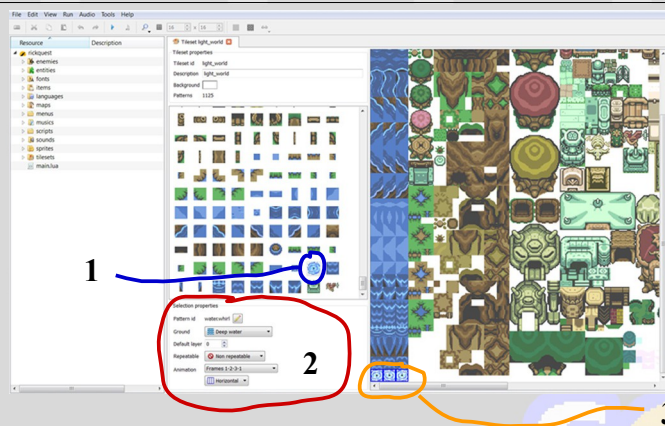 File Edit View Run Audio Tools Help
Resource Description
Tileset light_world
rickquest
enemies
entities
fonts
items
languages
maps
menus
musics
scripts
sounds
sprites
tilesets
main.lua
Tileset properties
Tileset id light_world
Description light_world
Background
Patterns 1125
1
Selection properties
Pattern id water.whirl
Ground Deep water
Default layer 0
Repeatable Non repeatable
Animation Frames 1-2-3-1
Horizontal
2